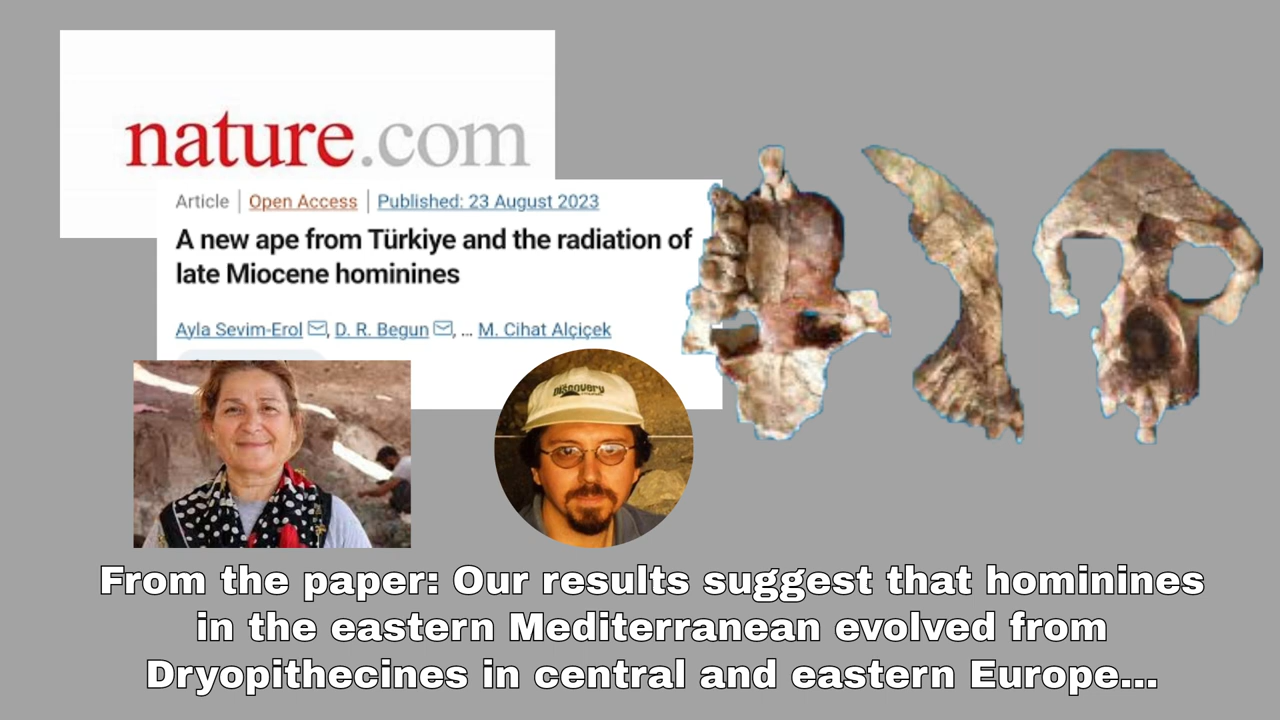 nature.com
Article | Open Access | Published: 23 August 2023
A new ape from Türkiye and the radiation of
late Miocene hominines
Ayla Sevim-Erol, D. R. Begun, ... M. Cihat Alçiçek
Discovery
From the paper: Our results suggest that hominines
in the eastern Mediterranean evolved from
Dryopithecines in central and eastern Europe...